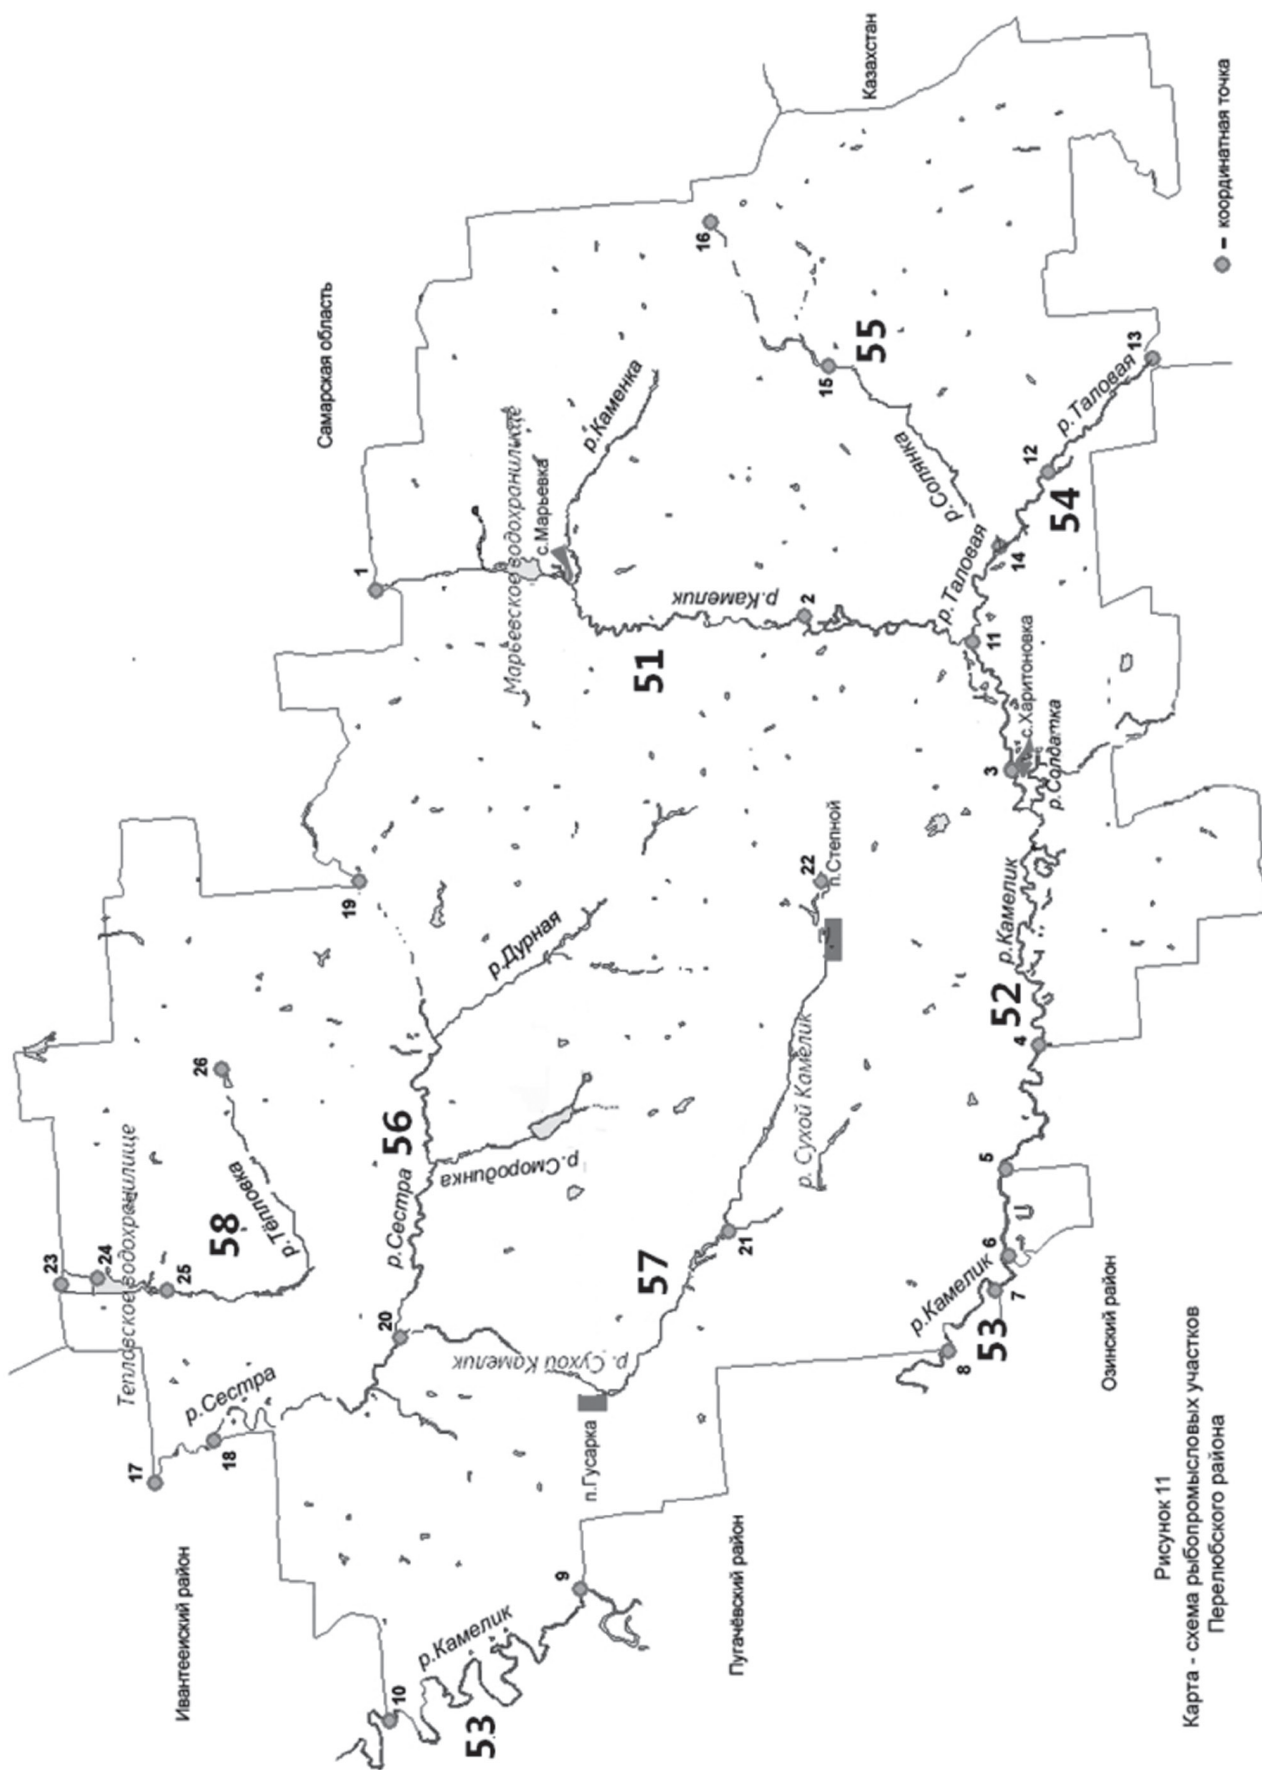 Самарская область
Казахстан
Ивантееиский район
Пугачёвский район
Озинский район
Марьевское водохранилище
с.Марьевка
р.Каменка
р.Камелик
51
1
2
16
15
55
р.Солянка
р.Таловая
р.Таловая
54
11
12
13
14
с.Харитоновка
3
р.Солдатка
р.Камелик
52
4
5
6
7
8
р.Камелик
53
19
р.Дурная
56
р.Сестра
р.Смородинка
20
р. Сухой Камелик
п.Гусарка
57
21
р. Сухой Камелик
22
п.Степной
26
р.Тёпловка
58
Тепловское водохранилище
23
24
25
р.Сестра
17
18
9
р.Камелик
10
53
– координатная точка
Рисунок 11
Карта - схема рыбопромысловых участков
Перелюбского района